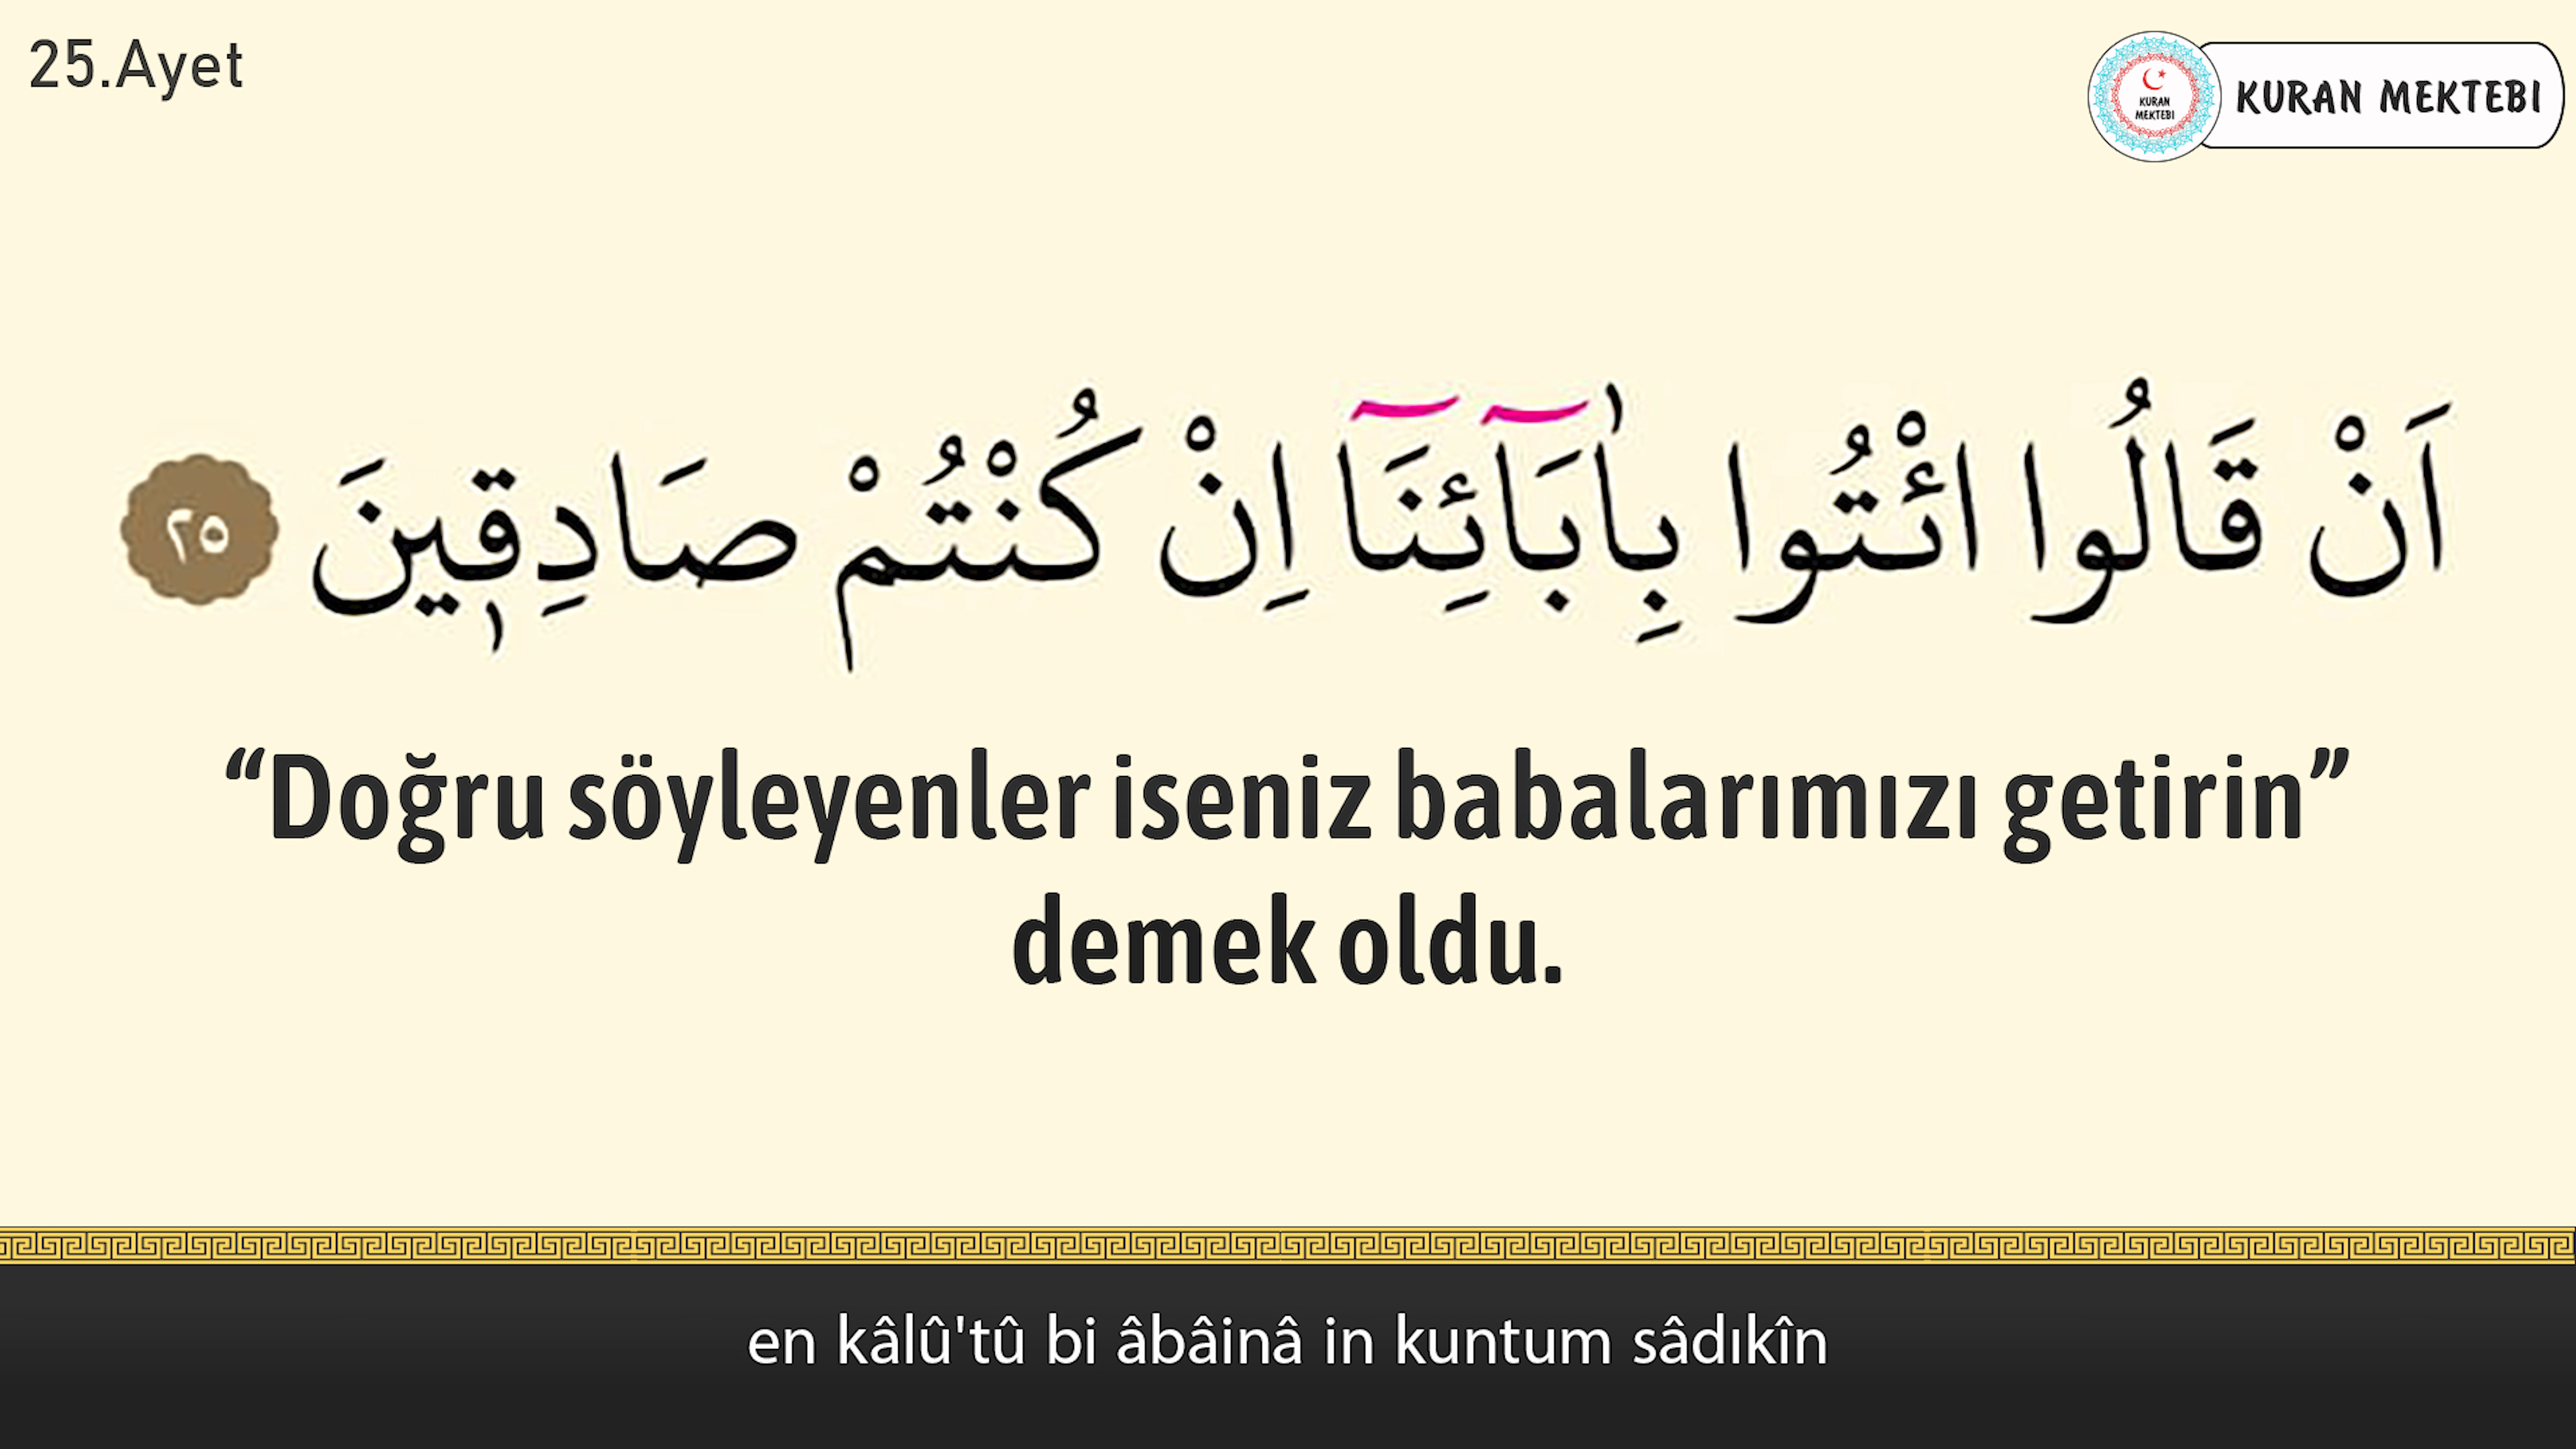 25.Ayet
KURAN
MEKTEBI
KURAN MEKTEBI
اَنْ قَالُوا ائْتُوا بِاٰبَٓائِنَٓا اِنْ كُنْتُمْ صَادِق۪ينَ ٢٥
“Doğru söyleyenler iseniz babalarımızı getirin”
demek oldu.
en kâlû'tû bi âbâinâ in kuntum sâdıkîn